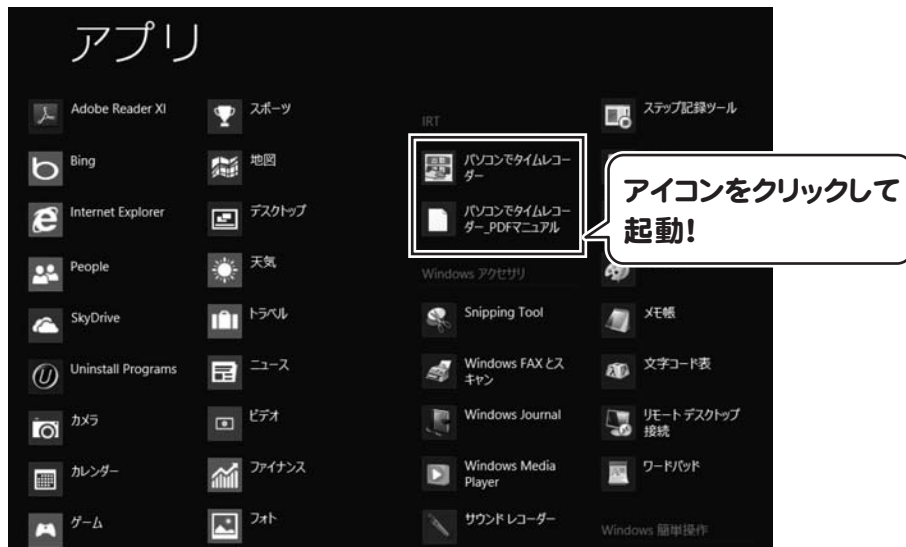 アプリ
Adobe Reader XI
Bing
Internet Explorer
People
SkyDrive
Uninstall Programs
カメラ
カレンダー
ゲーム
スポーツ
地図
デスクトップ
天気
トラベル
ニュース
ビデオ
ファイナンス
フォト
IRT
パソコンでタイムレコー
ダー
パソコンでタイムレコー
ダー_PDFマニュアル
Windows アクセサリ
Snipping Tool
Windows FAX とス
キャン
Windows Journal
Windows Media
Player
サウンド レコーダー
ステップ記録ツール
アイコンをクリックして
起動!
メモ帳
文字コード表
リモート デスクトップ
接続
ワードパッド
Windows 簡単操作